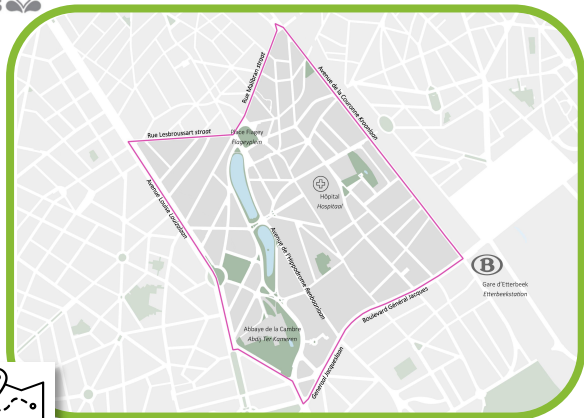 S
Rue Malibran straat
Avenue de la Couronne Kroonlaan
Rue Lesbroussart straat
Place Flagey
Flageyplein
Avenue Louise Louizalaan
Hôpital
Hospitaal
Avenue de l'Hippodrome Renbaanlaan
B
Gare d'Etterbeek
Etterbeekstation
Boulevard Général Jacques
Generaal Jacqueslaan
Abbaye de la Cambre
Abdij Ter Kameren